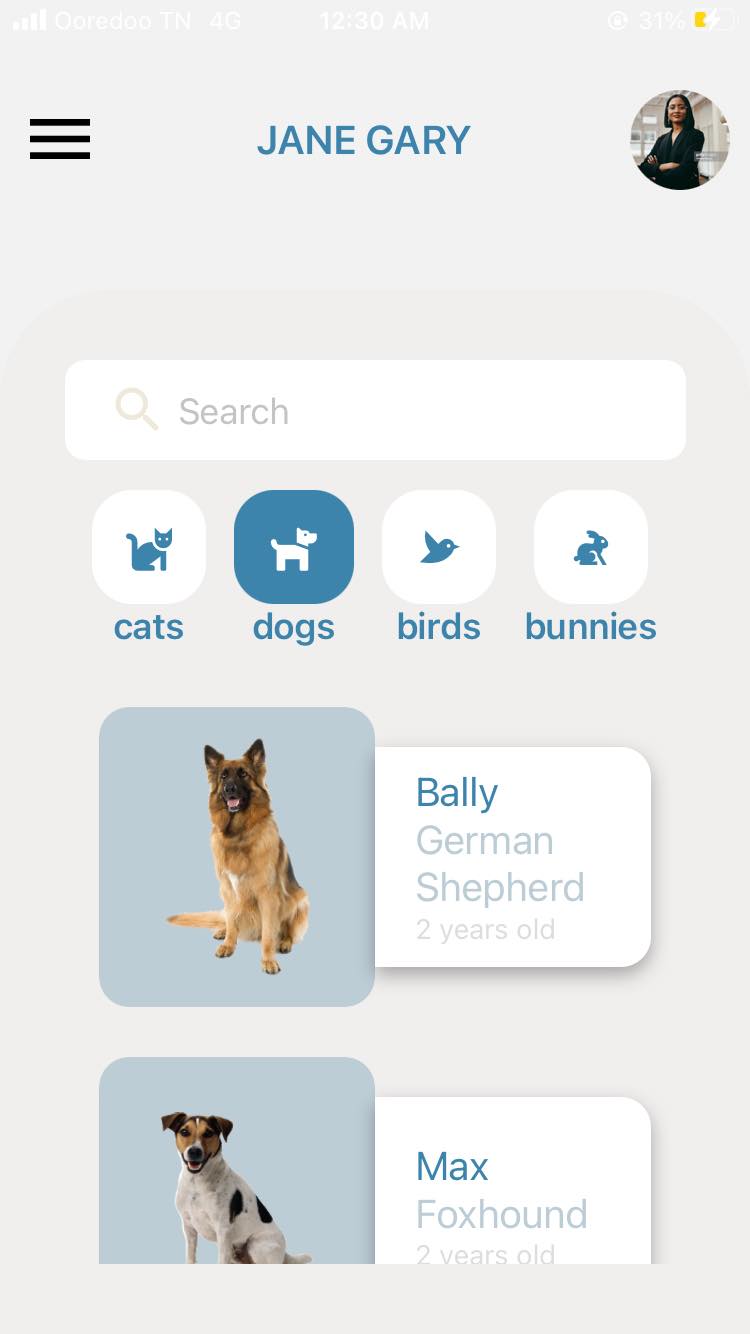 Ooredoo TN 4G 12:30 AM 31%
JANE GARY
Search
cats dogs birds bunnies
Bally
German
Shepherd
2 years old
Max
Foxhound
2 years old